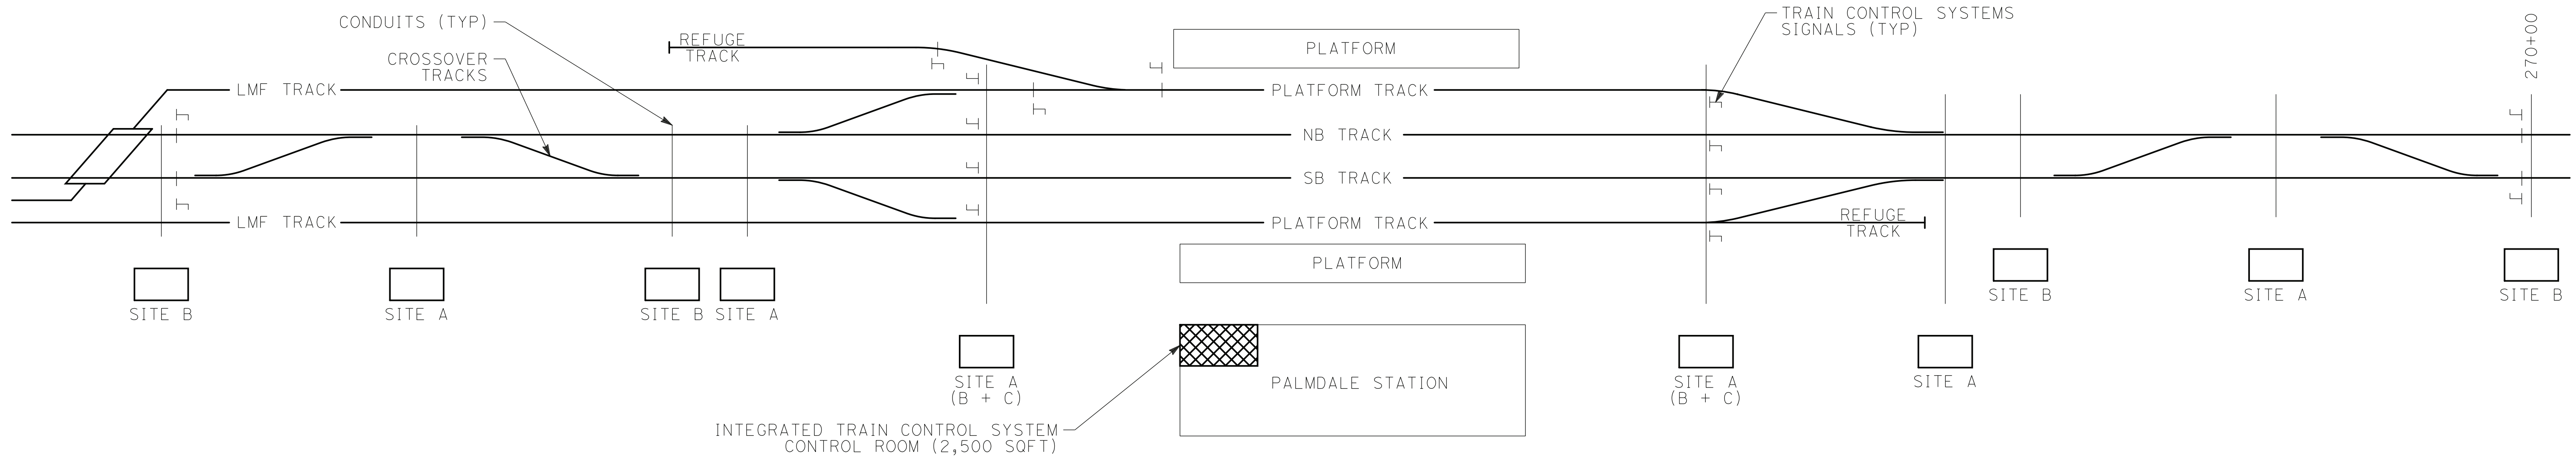 CONDUITS (TYP)
CROSSOVER
TRACKS
REFUGE
TRACK
PLATFORM
TRAIN CONTROL SYSTEMS
SIGNALS (TYP)
270+00
LMF TRACK
PLATFORM TRACK
NB TRACK
SB TRACK
LMF TRACK
PLATFORM TRACK
REFUGE
TRACK
PLATFORM
SITE B
SITE A
SITE B
SITE A
SITE B
SITE A
SITE B
SITE A
(B + C)
PALMDALE STATION
SITE A
(B + C)
SITE A
INTEGRATED TRAIN CONTROL SYSTEM
CONTROL ROOM (2,500 SQFT)